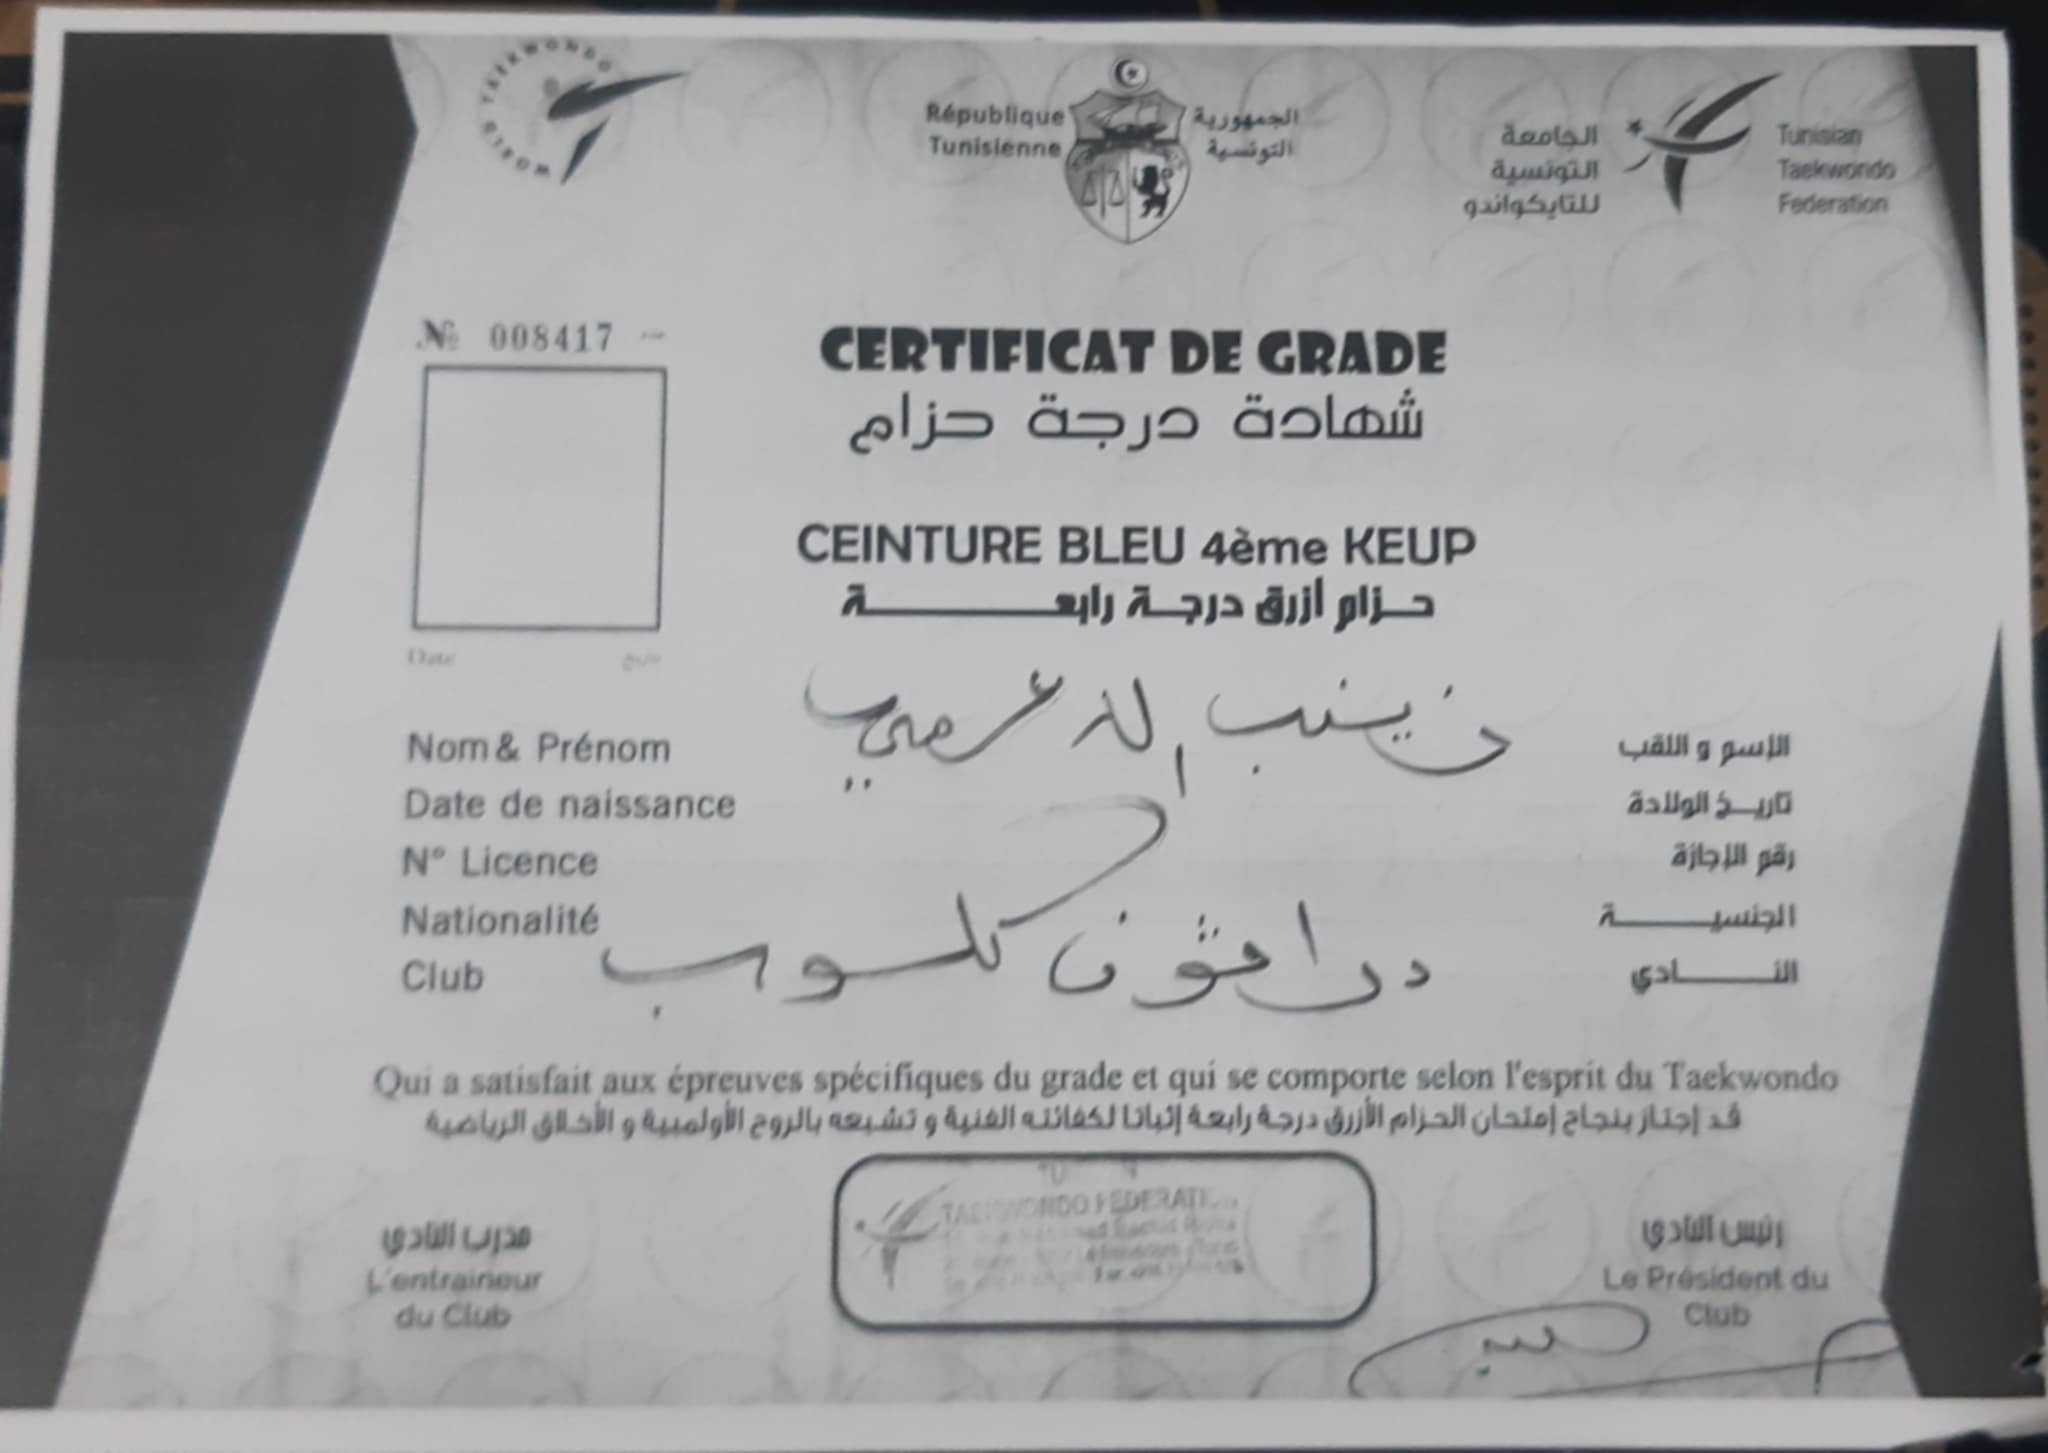 WORLD TAEKWONDO
République
Tunisienne
الجمهورية
التونسية
الجامعة
التونسية
للتايكواندو
Tunisian
Taekwondo
Federation
№ 008417
CERTIFICAT DE GRADE
شهادة درجة حزام
CEINTURE BLEU 4ème KEUP
حزام أزرق درجة رابعة
Date
Nom & Prénom زينب الإسم و اللقب
Date de naissance تاريخ الولادة
N° Licence رقم الإجازة
Nationalité الجنسية
Club دراقون كلوب النادي
Qui a satisfait aux épreuves spécifiques du grade et qui se comporte selon l'esprit du Taekwondo
قد إجتاز بنجاح إمتحان الحزام الأزرق درجة رابعة إثباتا لكفائته الفنية و تشبعه بالروح الأولمبية و الأخلاق الرياضية
مدرب النادي
L'entraineur
du Club
TAEKWONDO FEDERATI
رئيس النادي
Le Président du
Club